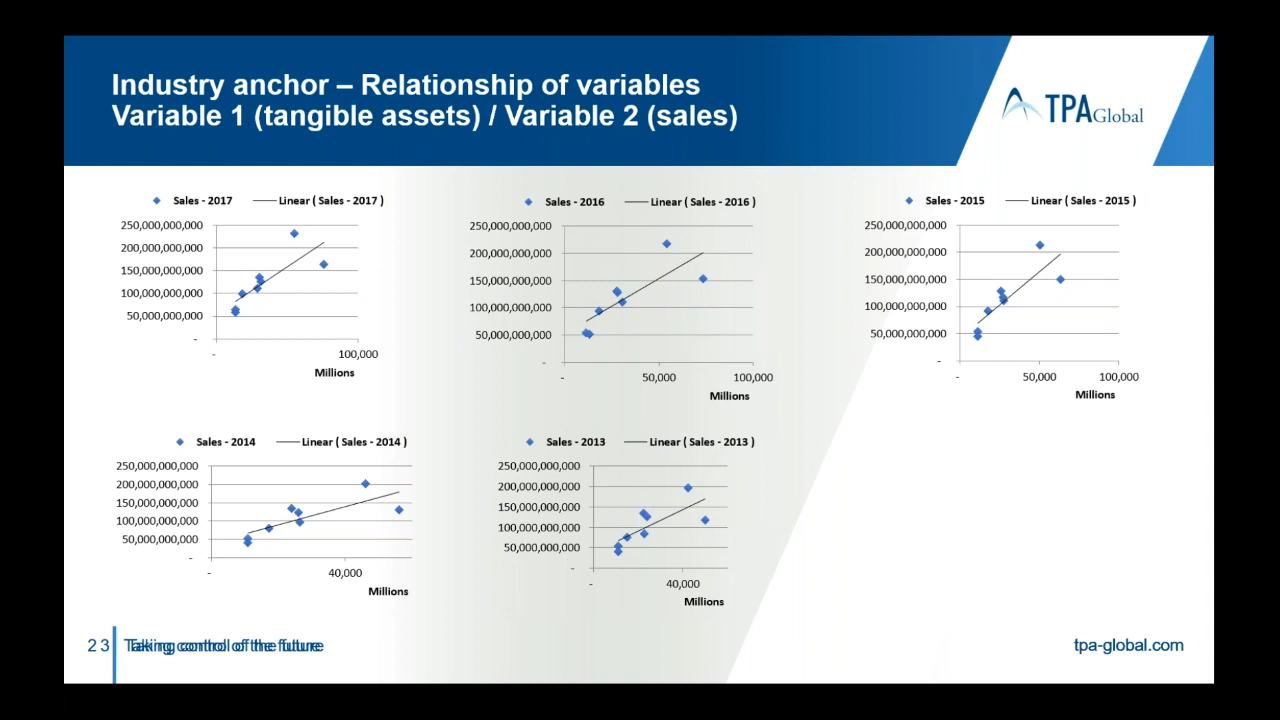 Industry anchor – Relationship of variables
Variable 1 (tangible assets) / Variable 2 (sales)
TPA Global
Sales - 2017 Linear ( Sales - 2017 )
250,000,000,000
200,000,000,000
150,000,000,000
100,000,000,000
50,000,000,000
-
- 100,000
Millions
Sales - 2016 Linear ( Sales - 2016 )
250,000,000,000
200,000,000,000
150,000,000,000
100,000,000,000
50,000,000,000
-
- 50,000 100,000
Millions
Sales - 2015 Linear ( Sales - 2015 )
250,000,000,000
200,000,000,000
150,000,000,000
100,000,000,000
50,000,000,000
-
- 50,000 100,000
Millions
Sales - 2014 Linear ( Sales - 2014 )
250,000,000,000
200,000,000,000
150,000,000,000
100,000,000,000
50,000,000,000
-
- 40,000
Millions
Sales - 2013 Linear ( Sales - 2013 )
250,000,000,000
200,000,000,000
150,000,000,000
100,000,000,000
50,000,000,000
-
- 40,000
Millions
23 Taking control of the future
tpa-global.com